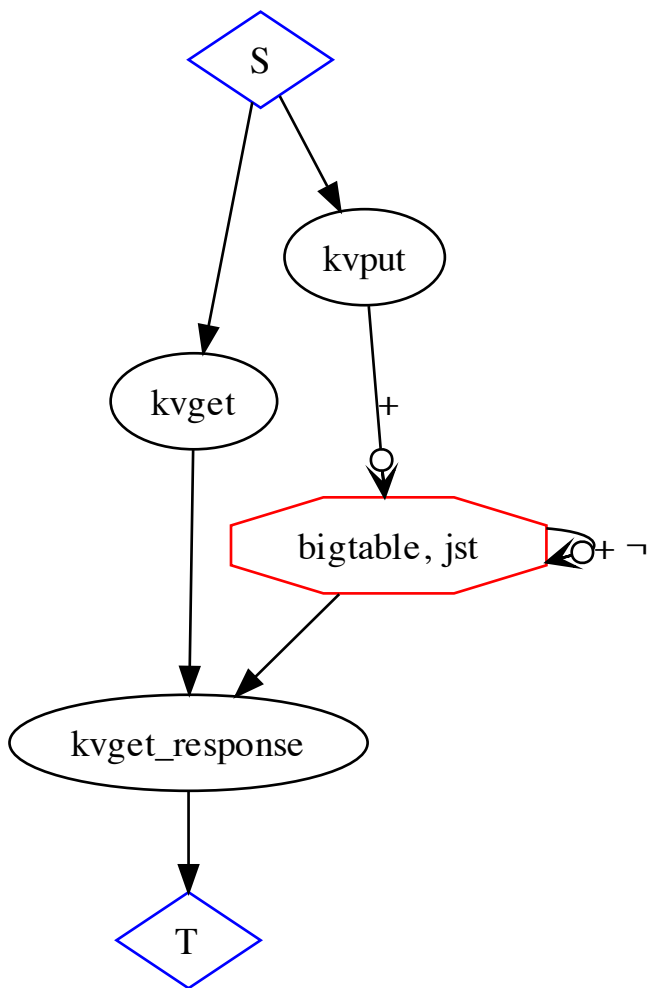 S
kvput
kvget
+
bigtable, jst
+ ¬
kvget_response
T